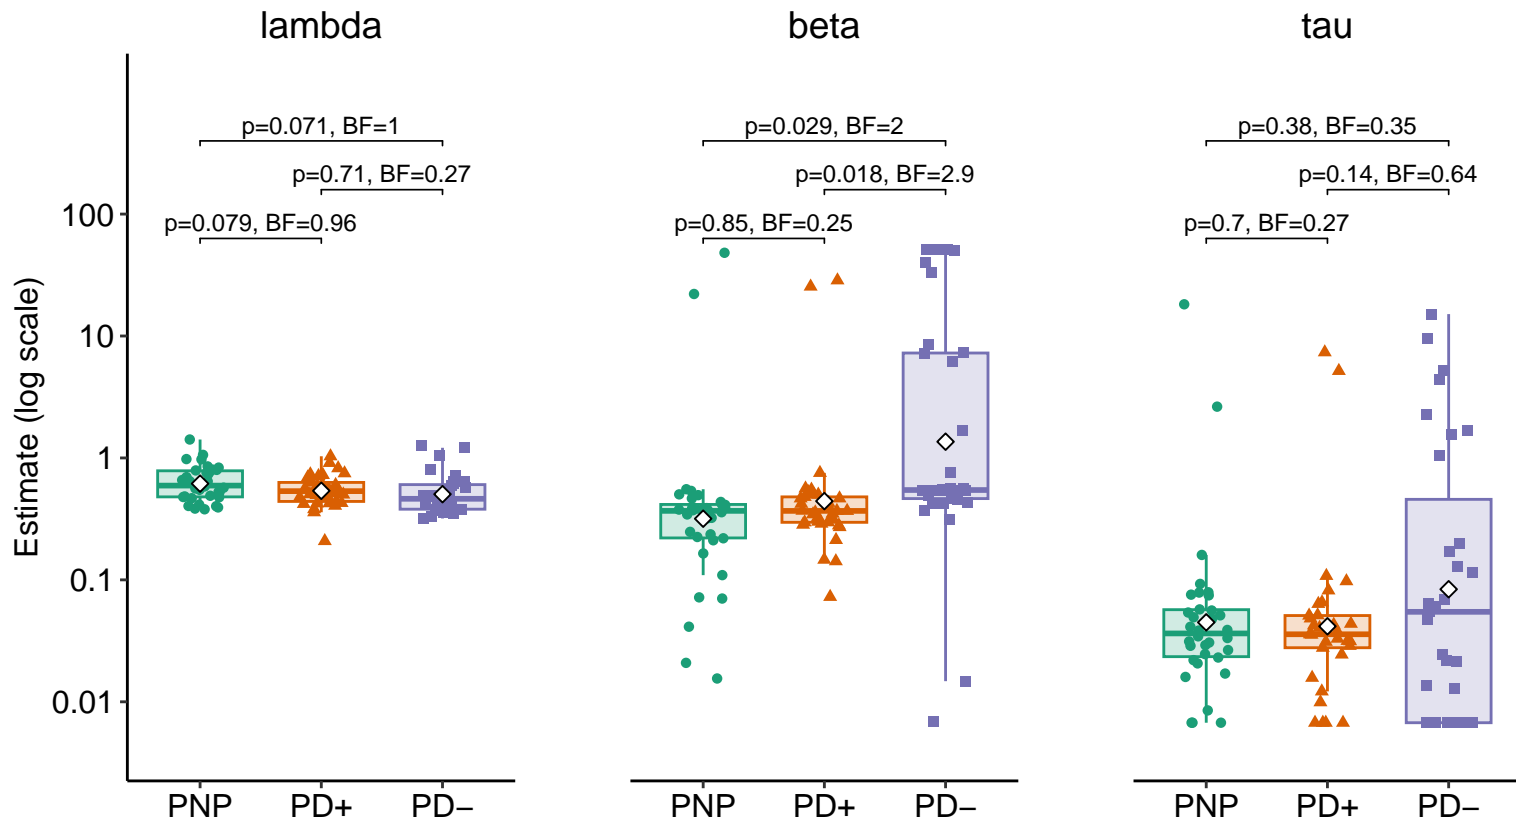 lambda
beta
tau
p=0.071, BF=1
p=0.029, BF=2
p=0.38, BF=0.35
p=0.71, BF=0.27
p=0.018, BF=2.9
p=0.14, BF=0.64
p=0.079, BF=0.96
p=0.85, BF=0.25
p=0.7, BF=0.27
Estimate (log scale)
100
10
1
0.1
0.01
PNP
PD+
PD−
PNP
PD+
PD−
PNP
PD+
PD−